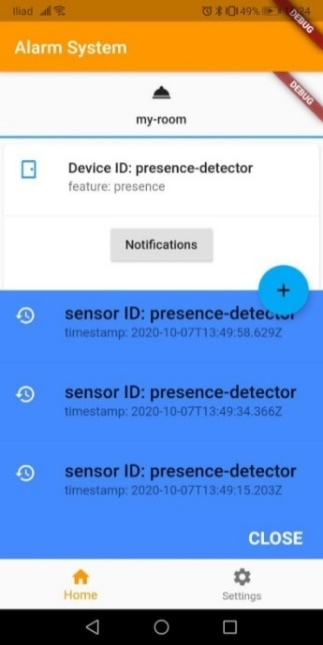 Iliad
49%
DEBUG
Alarm System
DEBUG
my-room
Device ID: presence-detector
feature: presence
Notifications
+
sensor ID: presence-detector
timestamp: 2020-10-07T13:49:58.629Z
sensor ID: presence-detector
timestamp: 2020-10-07T13:49:34.366Z
sensor ID: presence-detector
timestamp: 2020-10-07T13:49:15.203Z
CLOSE
Home
Settings